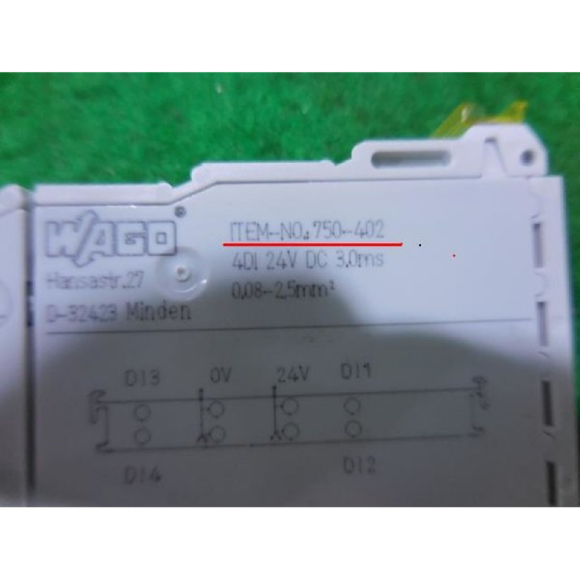 WAGO®
ITEM-NO.:750-402
4DI 24V DC 3.0ms
0,08-2,5mm²
Hansastr.27
D-32423 Minden
DI3 0V 24V DI1
DI4 DI2